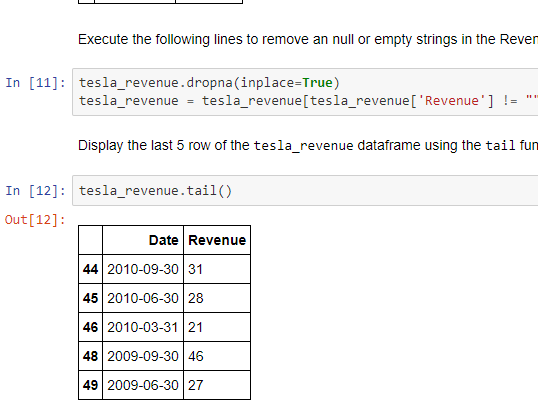 Execute the following lines to remove an null or empty strings in the
In [11]: tesla_revenue.dropna(inplace=True)
tesla_revenue = tesla_revenue[tesla_revenue['Revenue'] != ""
Display the last 5 row of the tesla_revenue dataframe using the tail
In [12]: tesla_revenue.tail()
Out[12]:
Date Revenue
44 2010-09-30 31
45 2010-06-30 28
46 2010-03-31 21
48 2009-09-30 46
49 2009-06-30 27